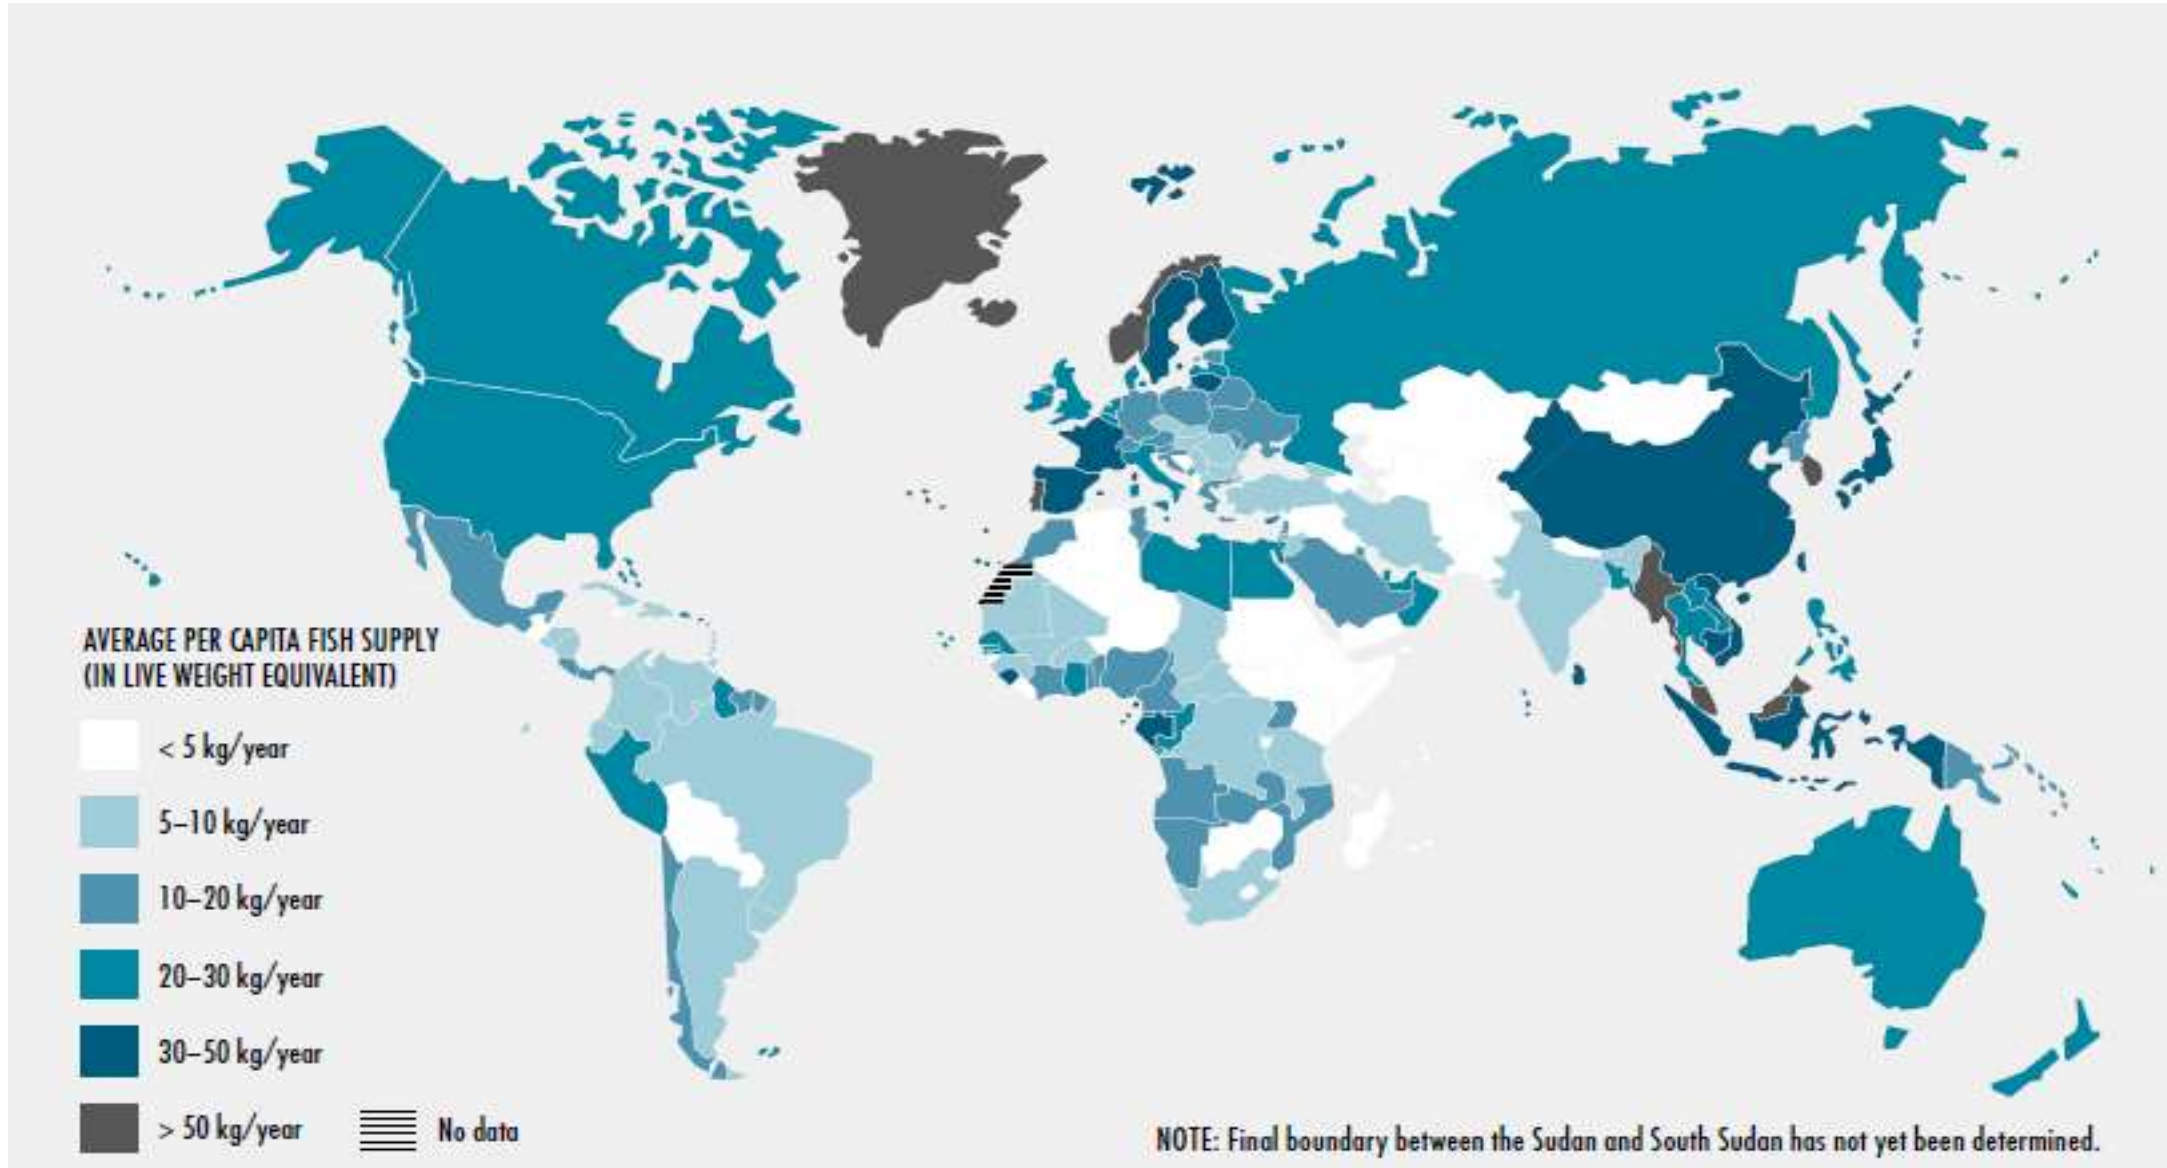 AVERAGE PER CAPITA FISH SUPPLY
(IN LIVE WEIGHT EQUIVALENT)
< 5 kg/year
5–10 kg/year
10–20 kg/year
20–30 kg/year
30–50 kg/year
> 50 kg/year
No data
NOTE: Final boundary between the Sudan and South Sudan has not yet been determined.